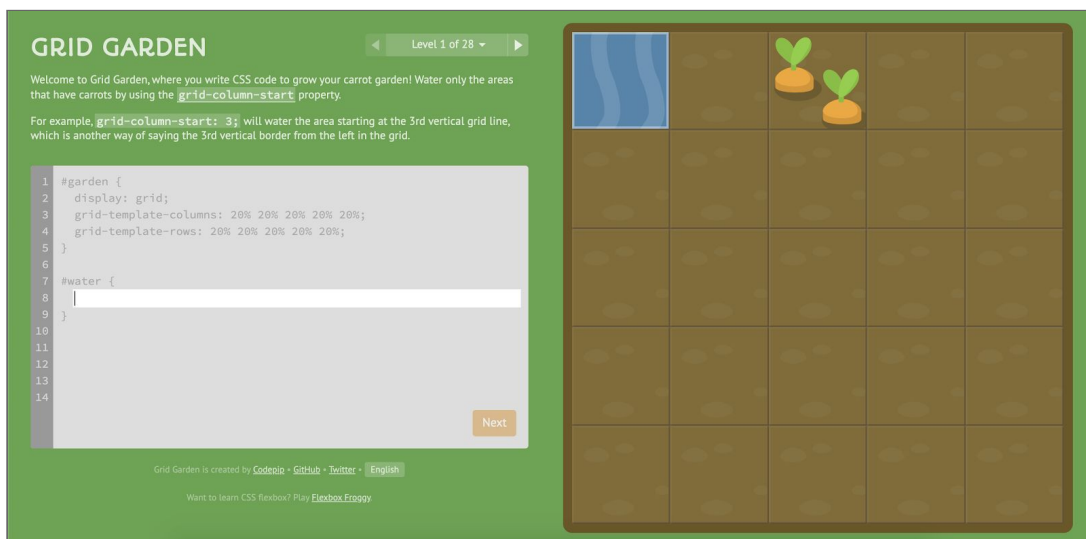 GRID GARDEN
Level 1 of 28
Welcome to Grid Garden, where you write CSS code to grow your carrot garden! Water only the areas
that have carrots by using the grid-column-start property.
For example, grid-column-start: 3; will water the area starting at the 3rd vertical grid line,
which is another way of saying the 3rd vertical border from the left in the grid.
1 #garden {
2 display: grid;
3 grid-template-columns: 20% 20% 20% 20% 20%;
4 grid-template-rows: 20% 20% 20% 20% 20%;
5 }
6
7 #water {
8
9 }
10
11
12
13
14
Next
Grid Garden is created by Codepip • GitHub • Twitter • English
Want to learn CSS flexbox? Play Flexbox Froggy.